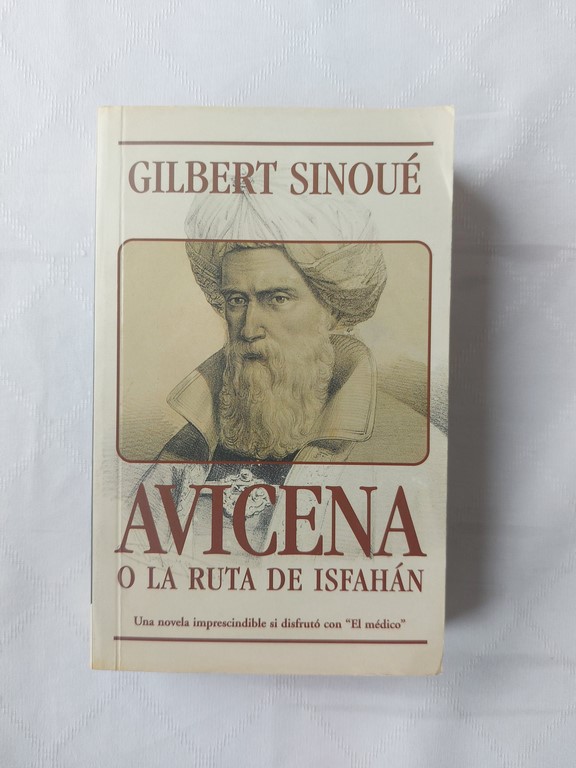 GILBERT SINOUÉ
AVICENA
O LA RUTA DE ISFAHÁN
Una novela imprescindible si disfrutó con "El médico"